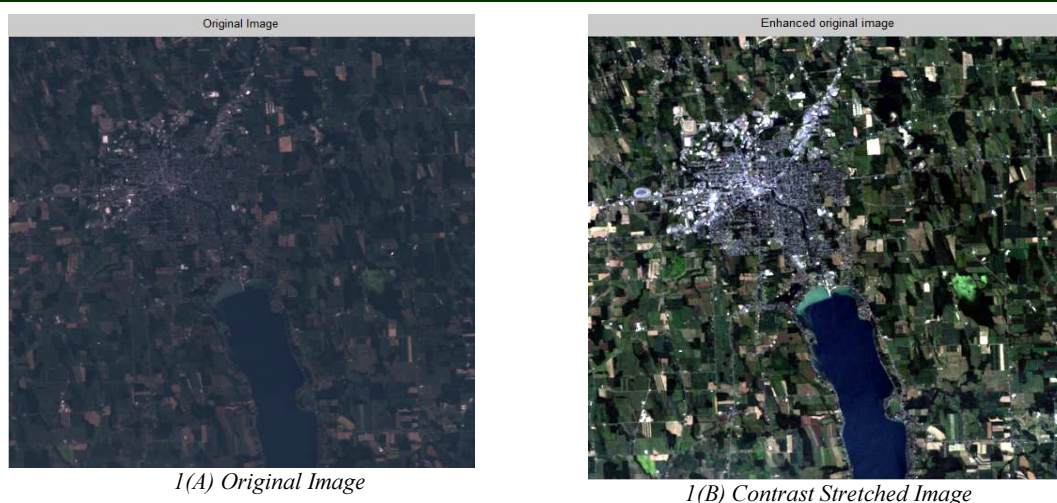 Original Image
Enhanced original image
1(A) Original Image
1(B) Contrast Stretched Image